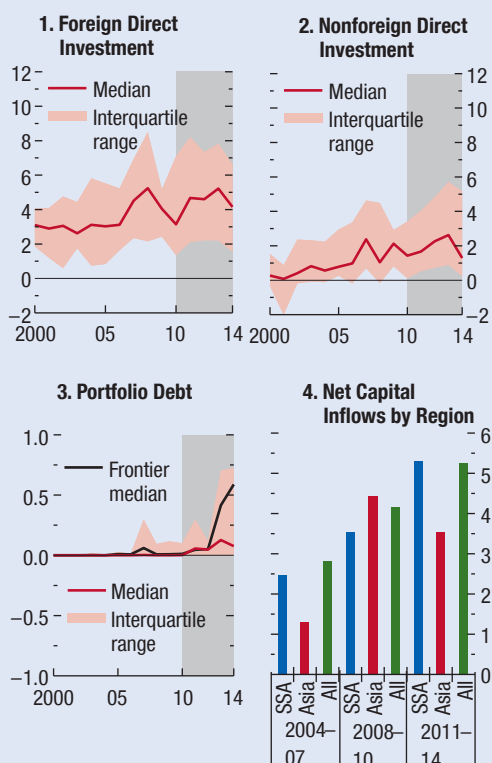 1. Foreign Direct
Investment
12
10
8
6
4
2
0
−2
Median
Interquartile
range
2000
05
10
14
2. Nonforeign Direct
Investment
Median
Interquartile
range
12
10
8
6
4
2
0
−2
2000
05
10
14
3. Portfolio Debt
1.0
0.5
0.0
−0.5
−1.0
Frontier
median
Median
Interquartile
range
2000
05
10
14
4. Net Capital
Inflows by Region
6
5
4
3
2
1
0
SSA
Asia
All
SSA
Asia
All
SSA
Asia
All
2004–
07
2008–
10
2011–
14